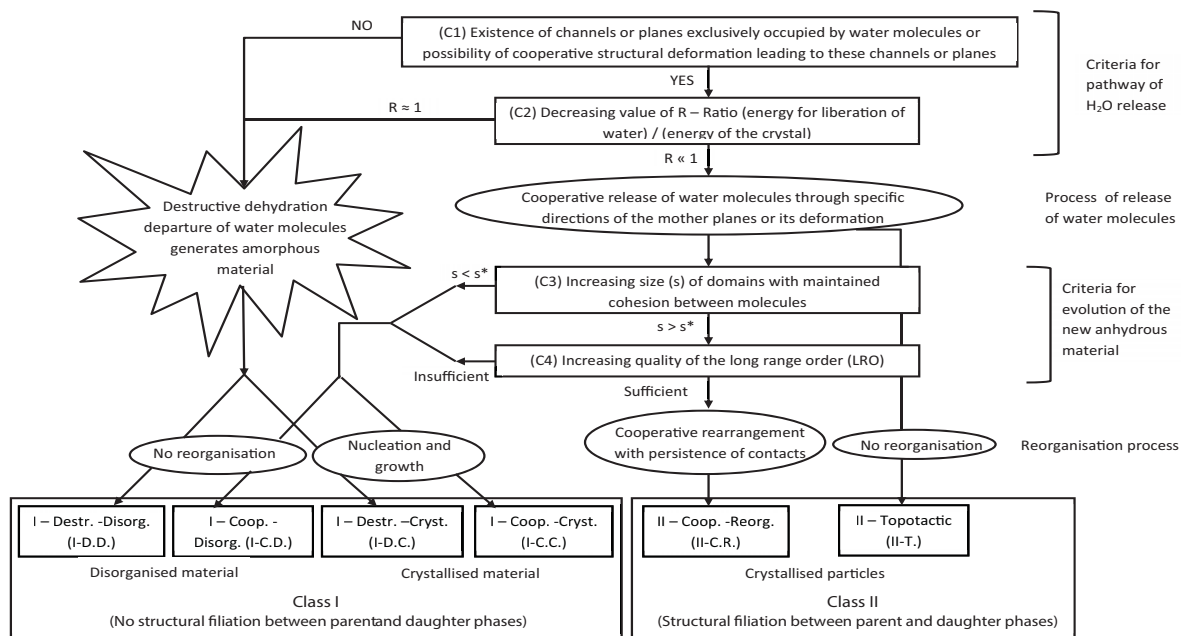 NO
(C1) Existence of channels or planes exclusively occupied by water molecules or
possibility of cooperative structural deformation leading to these channels or planes
Criteria for
pathway of
H₂O release
YES
R ≈ 1
(C2) Decreasing value of R – Ratio (energy for liberation of
water) / (energy of the crystal)
R ≪ 1
Destructive dehydration
departure of water molecules
generates amorphous
material
Cooperative release of water molecules through specific
directions of the mother planes or its deformation
Process of release
of water molecules
s < s*
(C3) Increasing size (s) of domains with maintained
cohesion between molecules
Criteria for
evolution of the
new anhydrous
material
s > s*
(C4) Increasing quality of the long range order (LRO)
Insufficient
Sufficient
No reorganisation
Nucleation and
growth
Cooperative rearrangement
with persistence of contacts
No reorganisation
Reorganisation process
I – Destr. -Disorg.
(I-D.D.)
I – Coop. -
Disorg. (I-C.D.)
I – Destr. –Cryst.
(I-D.C.)
I – Coop. -Cryst.
(I-C.C.)
II – Coop. -Reorg.
(II-C.R.)
II – Topotactic
(II-T.)
Disorganised material
Crystallised material
Crystallised particles
Class I
(No structural filiation between parentand daughter phases)
Class II
(Structural filiation between parent and daughter phases)